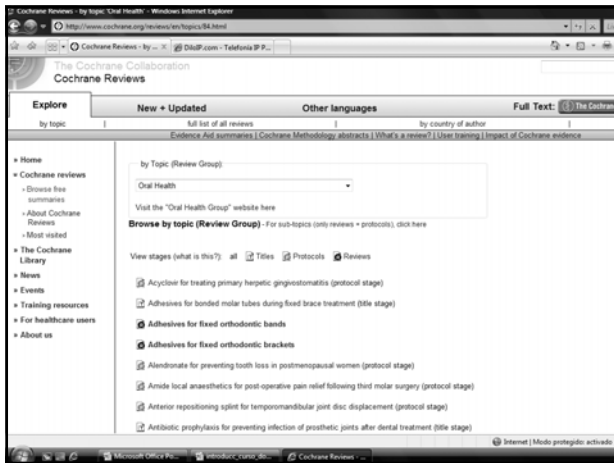 Cochrane Reviews - by topic 'Oral Health' - Windows Internet Explorer
http://www.cochrane.org/reviews/en/topics/84.html
Cochrane Reviews - by ... DiloIP.com - Telefonía IP P...
The Cochrane Collaboration
Cochrane Reviews
Explore New + Updated Other languages Full Text: The Cochrane
by topic | full list of all reviews | by country of author |
Evidence Aid summaries | Cochrane Methodology abstracts | What's a review? | User training | Impact of Cochrane evidence
» Home
» Cochrane reviews
» Browse free
summaries
» About Cochrane
Reviews
» Most visited
» The Cochrane
Library
» News
» Events
» Training resources
» For healthcare users
» About us
by Topic (Review Group):
Oral Health
Visit the "Oral Health Group" website here
Browse by topic (Review Group) - For sub-topics (only reviews + protocols), click here
View stages (what is this?): all Titles Protocols Reviews
Acyclovir for treating primary herpetic gingivostomatitis (protocol stage)
Adhesives for bonded molar tubes during fixed brace treatment (title stage)
Adhesives for fixed orthodontic bands
Adhesives for fixed orthodontic brackets
Alendronate for preventing tooth loss in postmenopausal women (protocol stage)
Amide local anaesthetics for post-operative pain relief following third molar surgery (protocol stage)
Anterior repositioning splint for temporomandibular joint disc displacement (protocol stage)
Antibiotic prophylaxis for preventing infection of prosthetic joints after dental treatment (title stage)
Internet | Modo protegido: activado
Microsoft Office Po... introducc_curso_do... Cochrane Reviews - ...